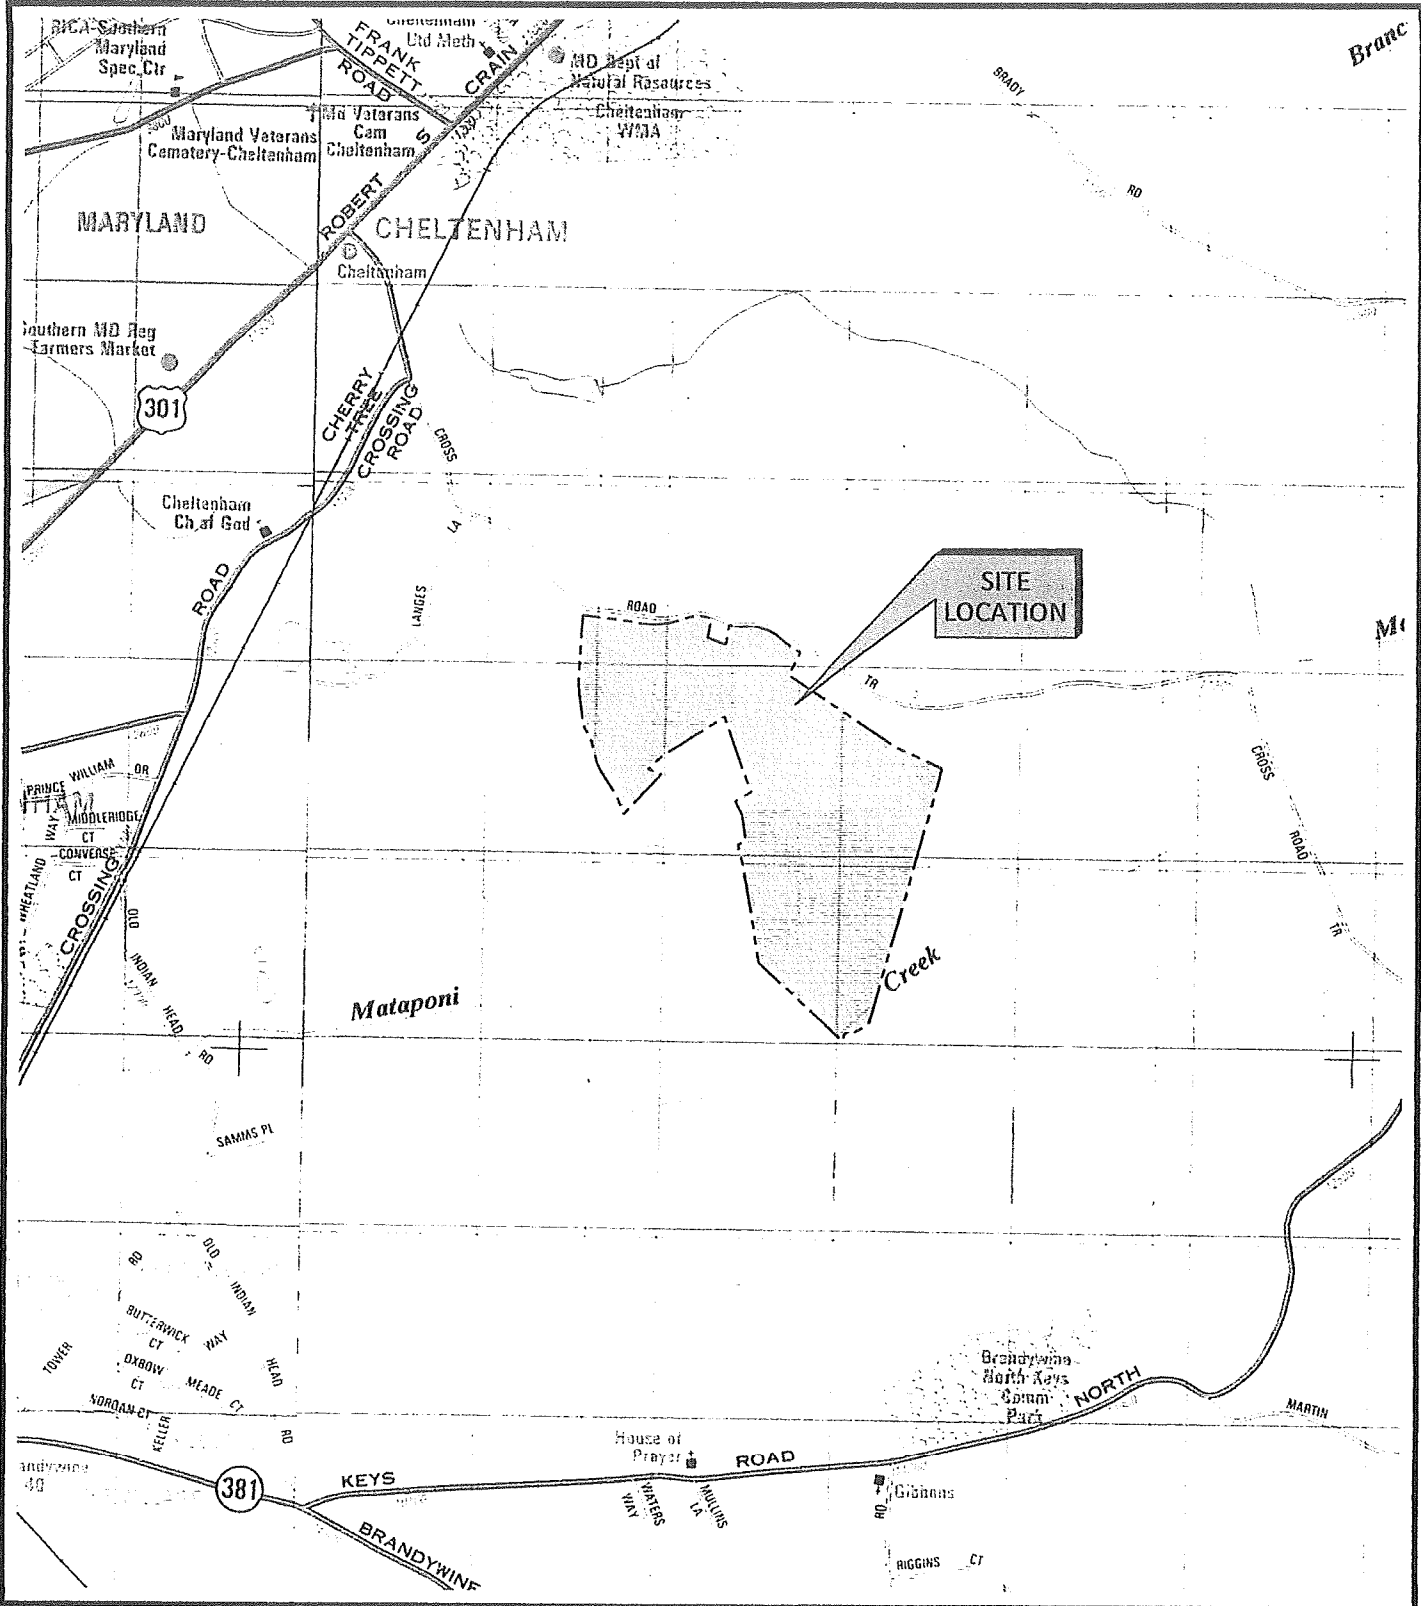 RICA-Southern
Maryland
Spec Ctr
FRANK
TIPPETT
ROAD
Cheltenham
Utd Meth
CRAIN
MD Dept of
Natural Resources
Cheltenham
WMA
Branc
BRADY
RD
Maryland Veterans
Cemetery-Cheltenham
Md Veterans
Cem
Cheltenham
ROBERT
S
MARYLAND
CHELTENHAM
Cheltenham
Southern MD Reg
Farmers Market
301
CHERRY
TREE
CROSSING
ROAD
CROSS
LA
Cheltenham
Ch of God
ROAD
LANGES
ROAD
SITE
LOCATION
TR
CROSS
ROAD
TR
PRINCE
WILLIAM
DR
MIDDLERIDGE
CT
WAY
CONVERSE
CT
CROSSING
OLD
INDIAN
HEAD
RD
Mataponi
Creek
SAMMS PL
RD
OLD
INDIAN
HEAD
RD
BUTTERWICK
CT
WAY
TOWER
OXBOW
CT
MEADE CT
NORDAN CT
KELLER
Brandywine
North Keys
Comm
Park
NORTH
MARTIN
House of
Prayer
ROAD
KEYS
381
WATERS
WAY
MULLINS
LA
Gibbons
RD
BRANDYWINE
RIGGINS CT